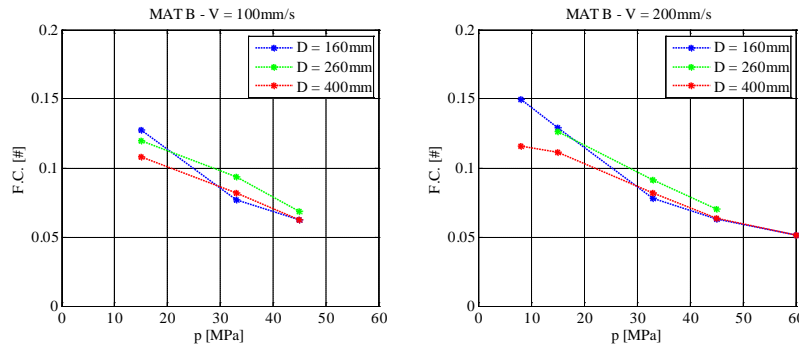 MAT B - V = 100mm/s
0.2
0.15
0.1
0.05
0
F.C. [#]
D = 160mm
D = 260mm
D = 400mm
0 10 20 30 40 50 60
p [MPa]
MAT B - V = 200mm/s
0.2
0.15
0.1
0.05
0
F.C. [#]
D = 160mm
D = 260mm
D = 400mm
0 10 20 30 40 50 60
p [MPa]